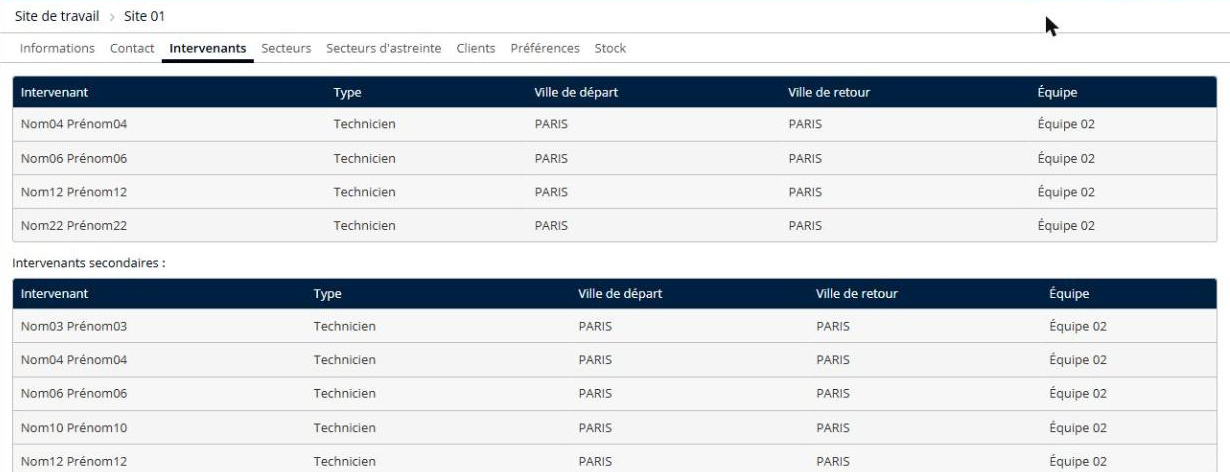 Site de travail > Site 01
Informations Contact Intervenants Secteurs Secteurs d'astreinte Clients Préférences Stock
Intervenant Type Ville de départ Ville de retour Équipe
Nom04 Prénom04 Technicien PARIS PARIS Équipe 02
Nom06 Prénom06 Technicien PARIS PARIS Équipe 02
Nom12 Prénom12 Technicien PARIS PARIS Équipe 02
Nom22 Prénom22 Technicien PARIS PARIS Équipe 02
Intervenants secondaires :
Intervenant Type Ville de départ Ville de retour Équipe
Nom03 Prénom03 Technicien PARIS PARIS Équipe 02
Nom04 Prénom04 Technicien PARIS PARIS Équipe 02
Nom06 Prénom06 Technicien PARIS PARIS Équipe 02
Nom10 Prénom10 Technicien PARIS PARIS Équipe 02
Nom12 Prénom12 Technicien PARIS PARIS Équipe 02